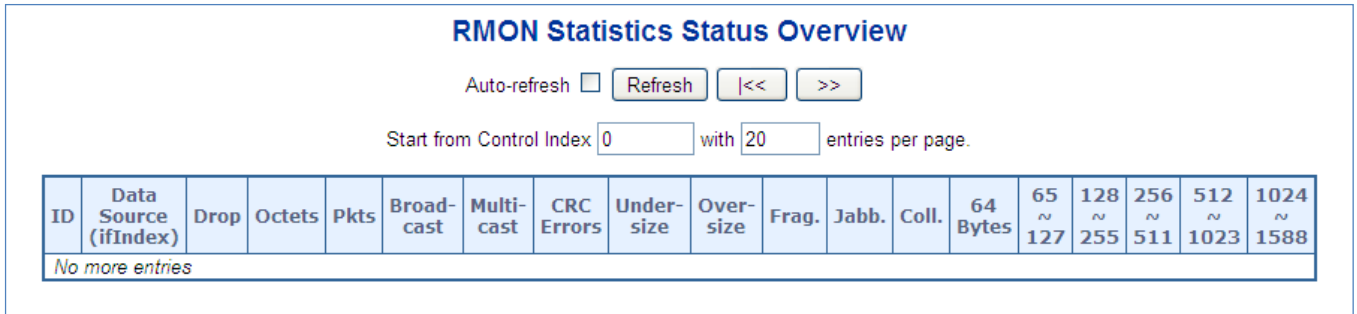 RMON Statistics Status Overview
Auto-refresh Refresh |<< >>
Start from Control Index 0 with 20 entries per page.
ID Data Source (ifIndex) Drop Octets Pkts Broad-cast Multi-cast CRC Errors Under-size Over-size Frag. Jabb. Coll. 64 Bytes 65 ~ 127 128 ~ 255 256 ~ 511 512 ~ 1023 1024 ~ 1588
No more entries